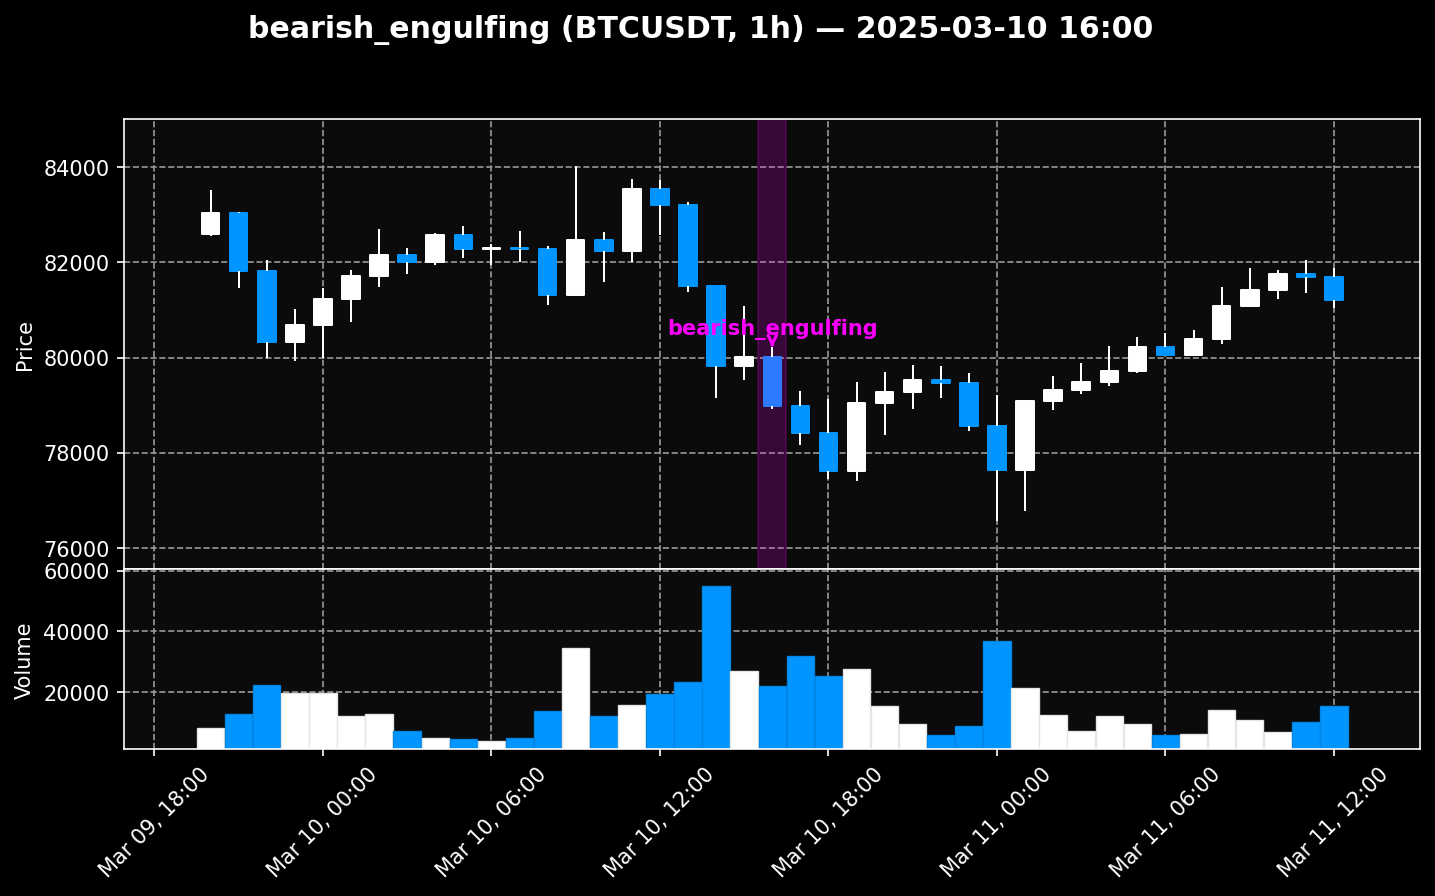 bearish_engulfing (BTCUSDT, 1h) — 2025-03-10 16:00
84000
82000
80000
78000
76000
Price
bearish_engulfing
60000
40000
20000
Volume
Mar 09, 18:00
Mar 10, 00:00
Mar 10, 06:00
Mar 10, 12:00
Mar 10, 18:00
Mar 11, 00:00
Mar 11, 06:00
Mar 11, 12:00